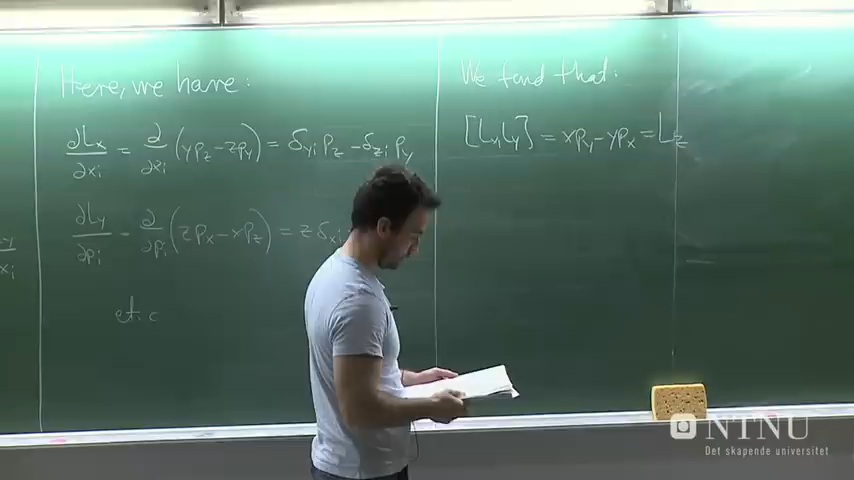 Here, we have:
∂Lx/∂xi = ∂/∂xi (yPz - zPy) = δyi Pz - δzi Py
∂Ly/∂pi = ∂/∂pi (zPx - xPz) = zδxi
etc
We find that:
[Lx, Ly] = xPy - yPx = Lz
NTNU
Det skapende universitet